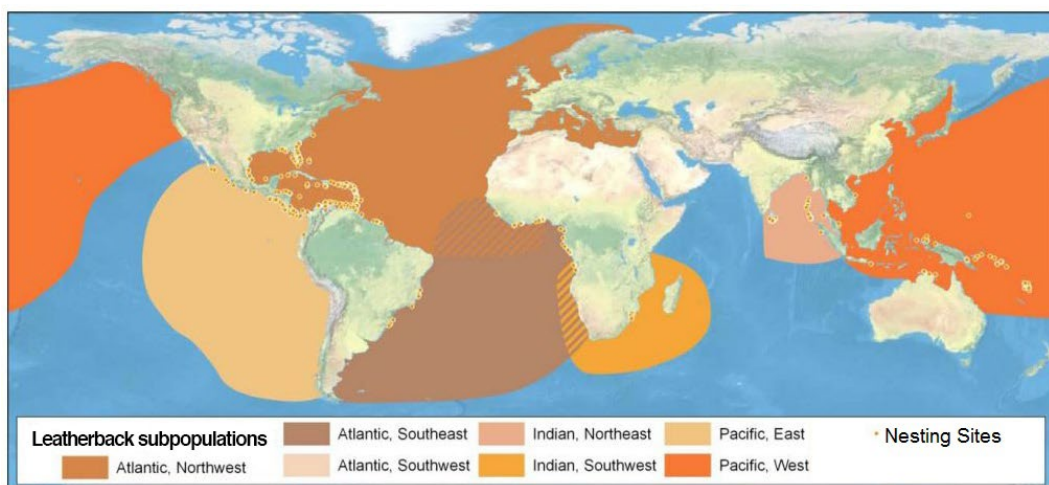 Leatherback subpopulations
Atlantic, Northwest
Atlantic, Southeast
Atlantic, Southwest
Indian, Northeast
Indian, Southwest
Pacific, East
Pacific, West
Nesting Sites